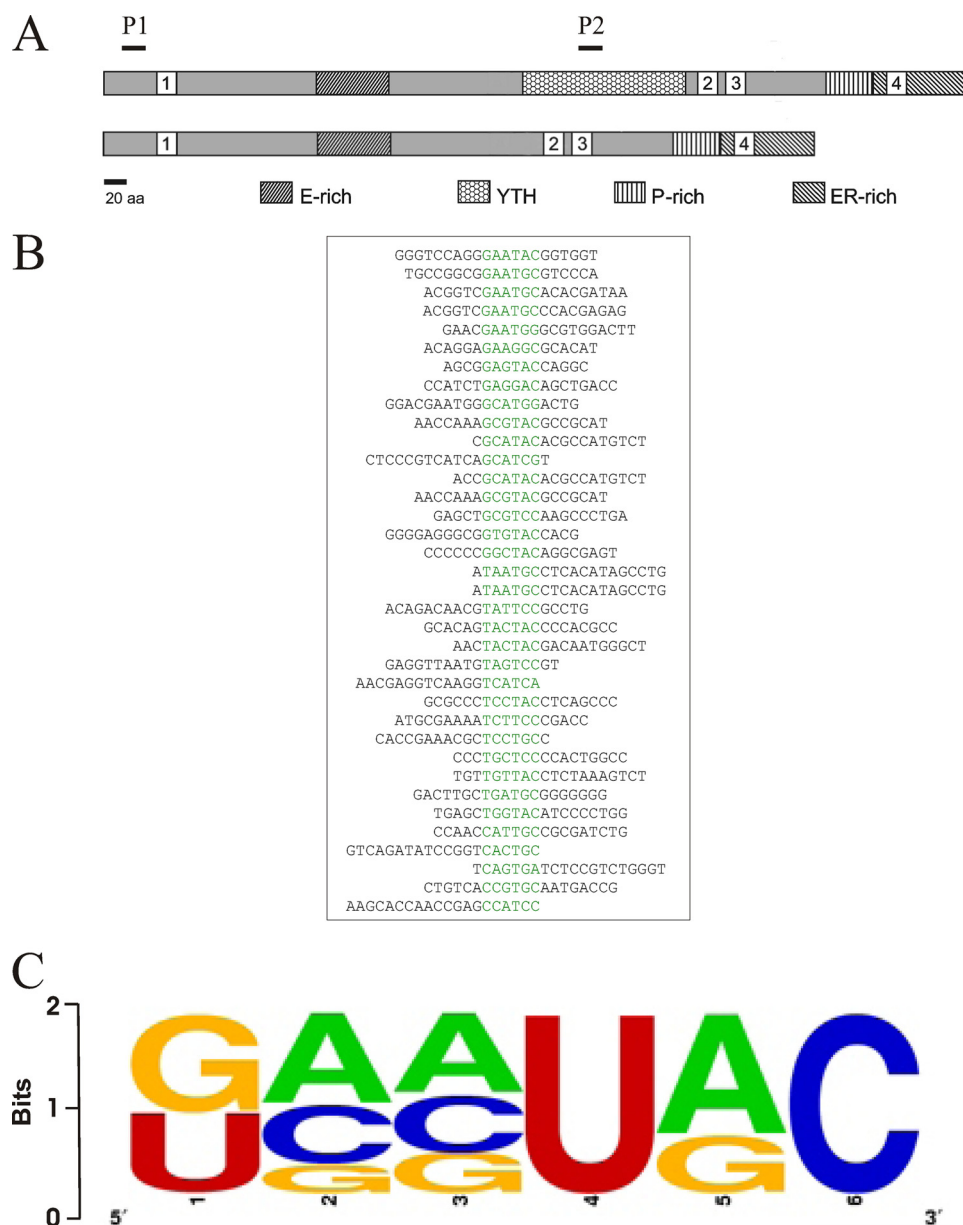 A
P1 P2
1 2 3 4
1 2 3 4
20 aa E-rich YTH P-rich ER-rich
B
GGGTCCAGGGAATACGGTGGT
TGCCGGCGGAATGCGTCCCA
ACGGTCGAATGCACACGATAA
ACGGTCGAATGCCCACGAGAG
GAACGAATGGGCGTGGACTT
ACAGGAGAAGGCGCACAT
AGCGGAGTACCAGGC
CCATCTGAGGACAGCTGACC
GGACGAATGGGCATGGACTG
AACCAAAGCGTACGCCGCAT
CGCATACACGCCATGTCT
CTCCCGTCATCAGCATCGT
ACCGCATACACGCCATGTCT
AACCAAAGCGTACGCCGCAT
GAGCTGCGTCCAAGCCCTGA
GGGGAGGGCGGTGTACCACG
CCCCCCGGCTACAGGCGAGT
ATAATGCCTCACATAGCCTG
ATAATGCCTCACATAGCCTG
ACAGACAACGTATTCCGCCTG
GCACAGTACTACCCCACGCC
AACTACTACGACAATGGGCT
GAGGTTAATGTAGTCCGT
AACGAGGTCAAGGTCATCA
GCGCCCTCCTACCTCAGCCC
ATGCGAAAATCTTCCCGACC
CACCGAAACGCTCCTGCC
CCCTGCTCCCCACTGGCC
TGTTGTTACCTCTAAAGTCT
GACTTGCTGATGCGGGGGGG
TGAGCTGGTACATCCCCTGG
CCAACCATTGCCGCGATCTG
GTCAGATATCCGGTCACTGC
TCAGTGATCTCCGTCTGGGT
CTGTCACCGTGCAATGACCG
AAGCACCAACCGAGCCATCC
C
Bits
2
1
0
G A A U A C
U C C G
G G
5′ 1 2 3 4 5 6 3′